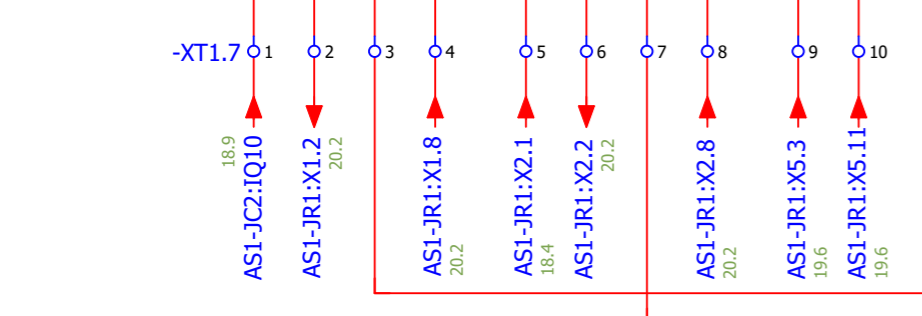 -XT1.7 1 2 3 4 5 6 7 8 9 10
18.9
AS1-JC2:IQ10
AS1-JR1:X1.2
20.2
AS1-JR1:X1.8
20.2
AS1-JR1:X2.1
18.4
AS1-JR1:X2.2
20.2
AS1-JR1:X2.8
20.2
AS1-JR1:X5.3
19.6
AS1-JR1:X5.11
19.6